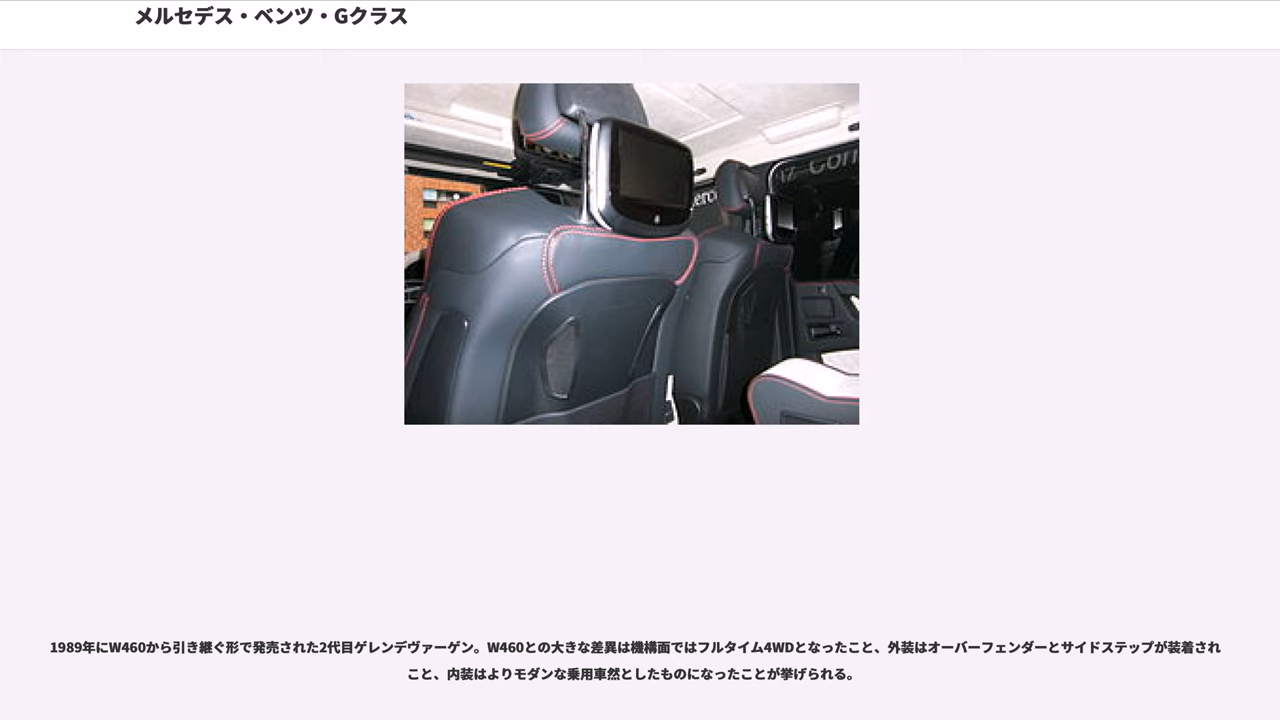 メルセデス・ベンツ・Gクラス
1989年にW460から引き継ぐ形で発売された2代目ゲレンデヴァーゲン。W460との大きな差異は機構面ではフルタイム4WDとなったこと、外装はオーバーフェンダーとサイドステップが装着され
こと、内装はよりモダンな乗用車然としたものになったことが挙げられる。